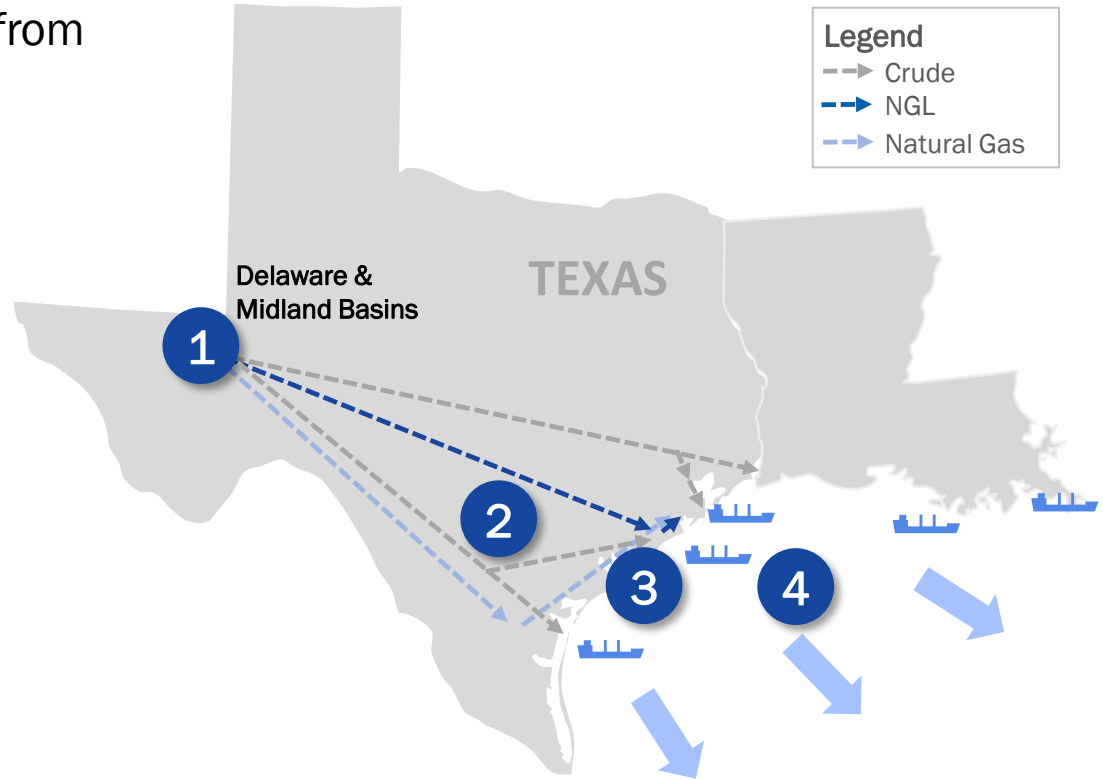 from
Legend
Crude
NGL
Natural Gas
TEXAS
Delaware &
Midland Basins
1
2
3
4